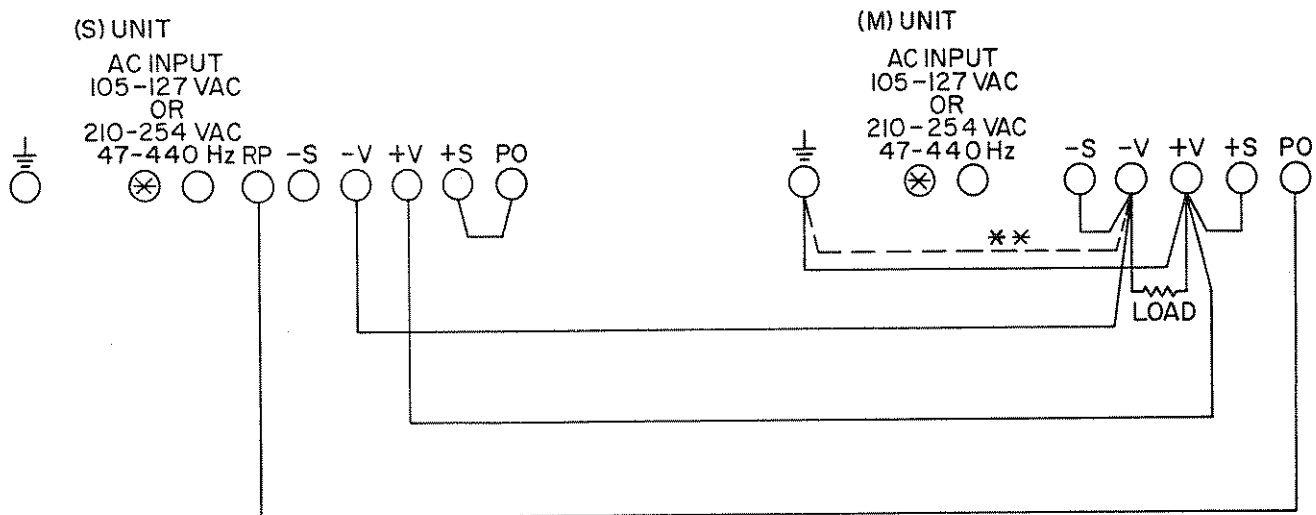 (S) UNIT
AC INPUT
105-127 VAC
OR
210-254 VAC
47-440 Hz RP -S -V +V +S PO
(M) UNIT
AC INPUT
105-127 VAC
OR
210-254 VAC
47-440 Hz -S -V +V +S PO
**
LOAD